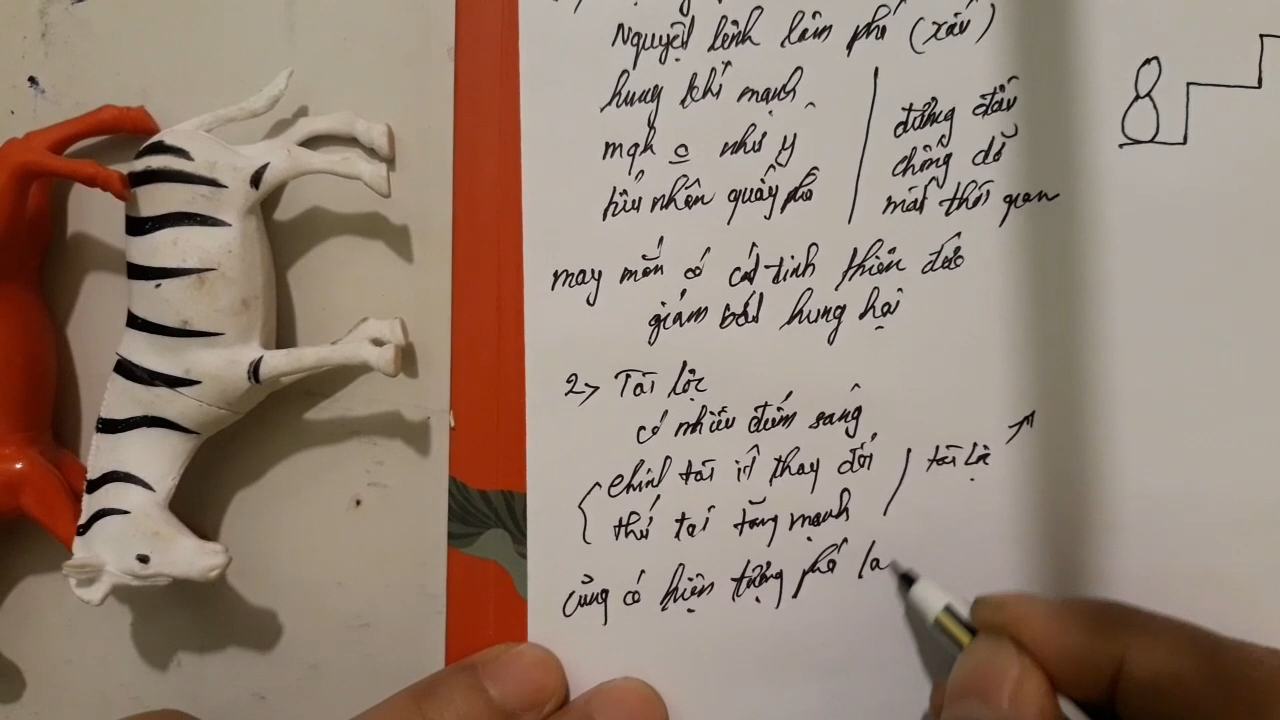 Nguyệt lệnh lâm phá (xấu)
hung khí mạnh
mọi o như ý
tiểu nhân quấy phá
đường đầu
chống đỡ
mất thời gian
may mắn có cát tinh thiên đức
giảm bớt hung hại
2> Tài lộc
có nhiều điểm sáng
chính tài ít thay đổi
thứ tài tăng mạnh
tài lộc
cũng có hiện tượng phá la